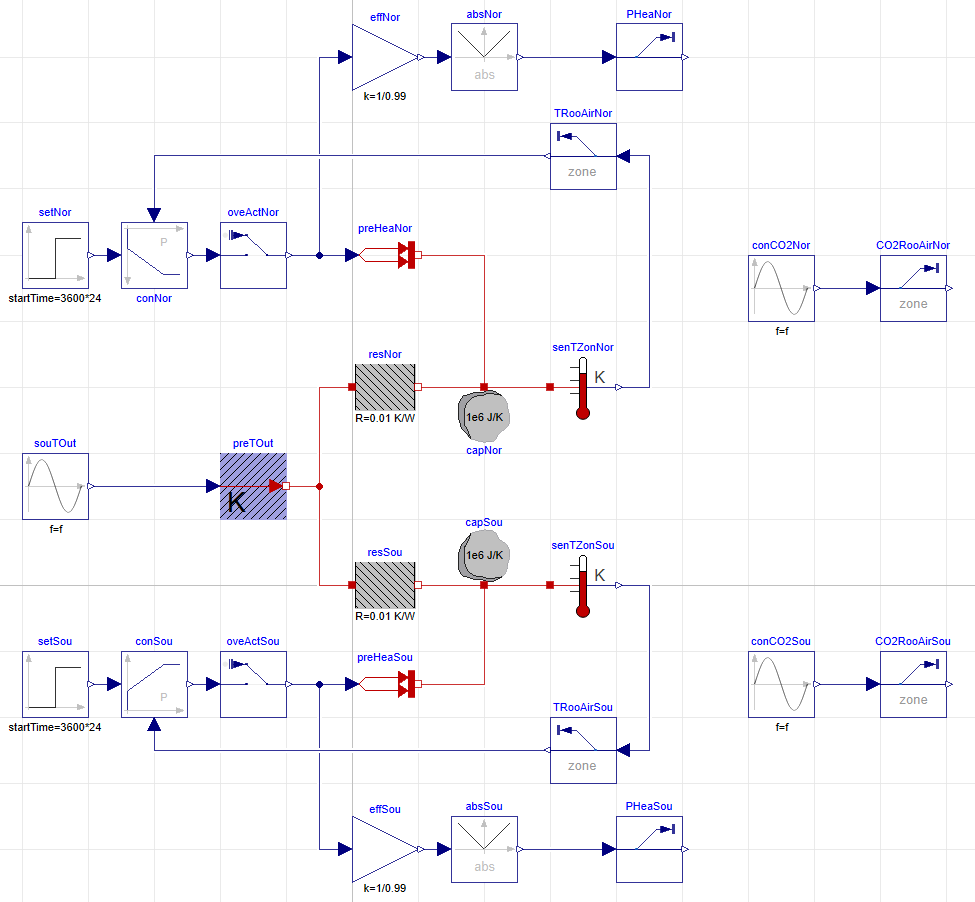 effNor
absNor
PHeaNor
abs
k=1/0.99
TRooAirNor
zone
setNor
oveActNor
P
preHeaNor
conCO2Nor
CO2RooAirNor
startTime=3600*24
conNor
zone
f=f
resNor
senTZonNor
K
R=0.01 K/W
1e6 J/K
capNor
souTOut
preTOut
K
f=f
capSou
resSou
1e6 J/K
senTZonSou
K
R=0.01 K/W
setSou
conSou
oveActSou
preHeaSou
conCO2Sou
CO2RooAirSou
P
zone
startTime=3600*24
TRooAirSou
f=f
zone
effSou
absSou
PHeaSou
abs
k=1/0.99